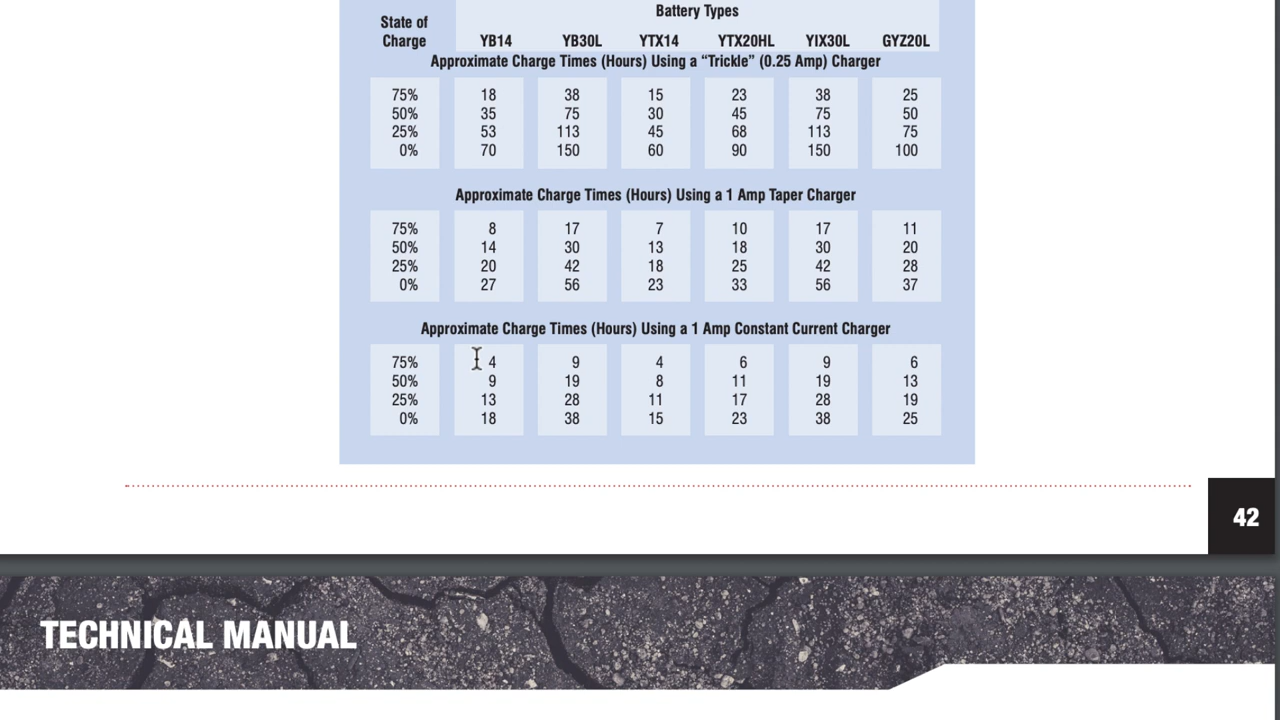 Battery Types
State of
Charge
YB14 YB30L YTX14 YTX20HL YIX30L GYZ20L
Approximate Charge Times (Hours) Using a “Trickle” (0.25 Amp) Charger
75% 18 38 15 23 38 25
50% 35 75 30 45 75 50
25% 53 113 45 68 113 75
0% 70 150 60 90 150 100
Approximate Charge Times (Hours) Using a 1 Amp Taper Charger
75% 8 17 7 10 17 11
50% 14 30 13 18 30 20
25% 20 42 18 25 42 28
0% 27 56 23 33 56 37
Approximate Charge Times (Hours) Using a 1 Amp Constant Current Charger
75% 4 9 4 6 9 6
50% 9 19 8 11 19 13
25% 13 28 11 17 28 19
0% 18 38 15 23 38 25
42
TECHNICAL MANUAL